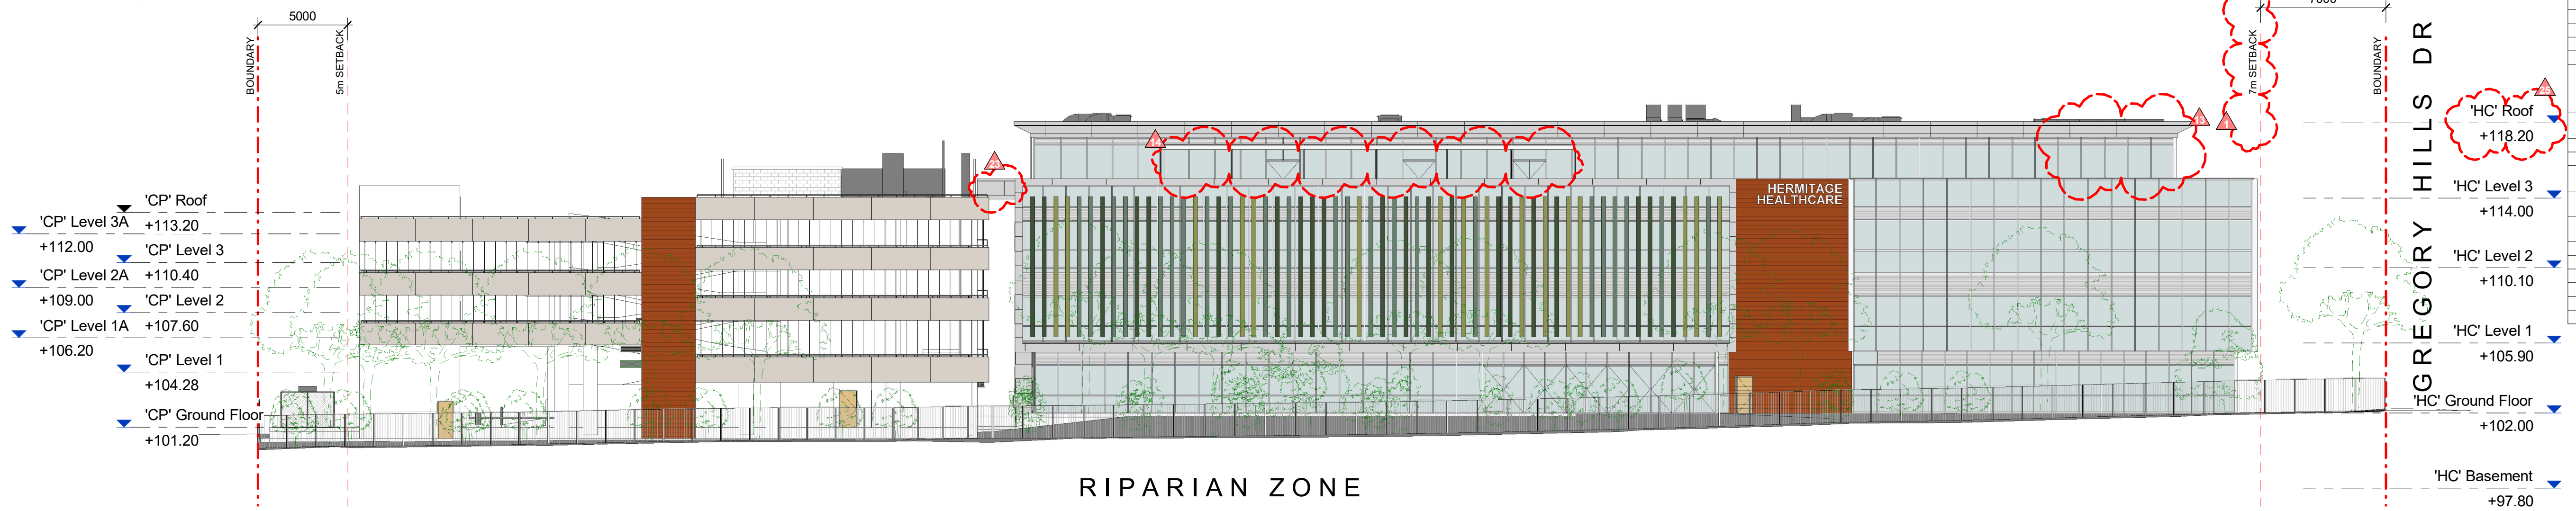 5000
BOUNDARY
5m SETBACK
'CP' Roof
+113.20
'CP' Level 3A
+112.00
'CP' Level 3
+110.40
'CP' Level 2A
+109.00
'CP' Level 2
+107.60
'CP' Level 1A
+106.20
'CP' Level 1
+104.28
'CP' Ground Floor
+101.20
23
14
HERMITAGE
HEALTHCARE
1
7m SETBACK
BOUNDARY
GREGORY HILLS DR
25
'HC' Roof
+118.20
'HC' Level 3
+114.00
'HC' Level 2
+110.10
'HC' Level 1
+105.90
'HC' Ground Floor
+102.00
'HC' Basement
+97.80
RIPARIAN ZONE